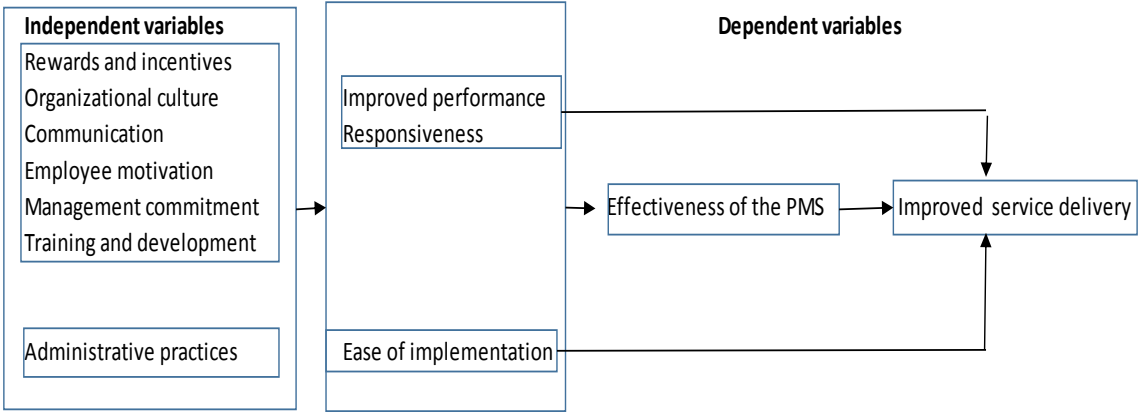 Independent variables
Rewards and incentives
Organizational culture
Communication
Employee motivation
Management commitment
Training and development
Administrative practices
Improved performance
Responsiveness
Ease of implementation
Dependent variables
Effectiveness of the PMS
Improved service delivery